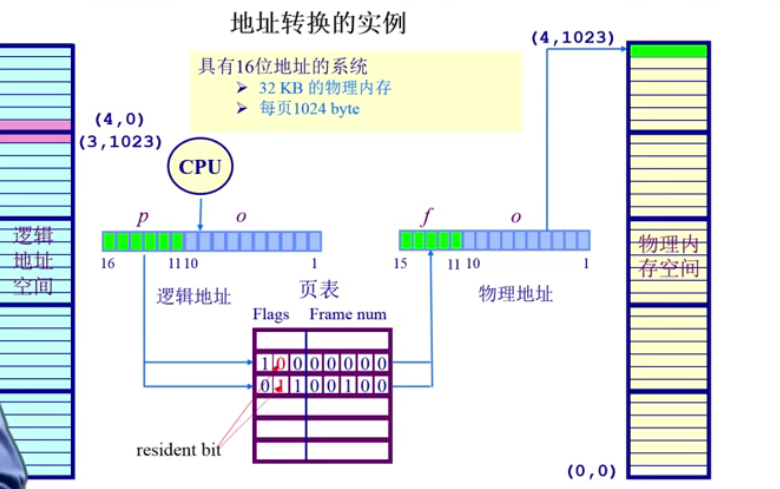 地址转换的实例
具有16位地址的系统
➢ 32 KB 的物理内存
➢ 每页1024 byte
(4,1023)
(4,0)
(3,1023)
CPU
p o
f o
逻辑
地址
空间
16 11 10 1
15 11 10 1
物理内
存空间
逻辑地址
页表
物理地址
Flags Frame num
1 0 0 0 0 0 0 0
0 1 1 0 0 1 0 0
resident bit
(0,0)